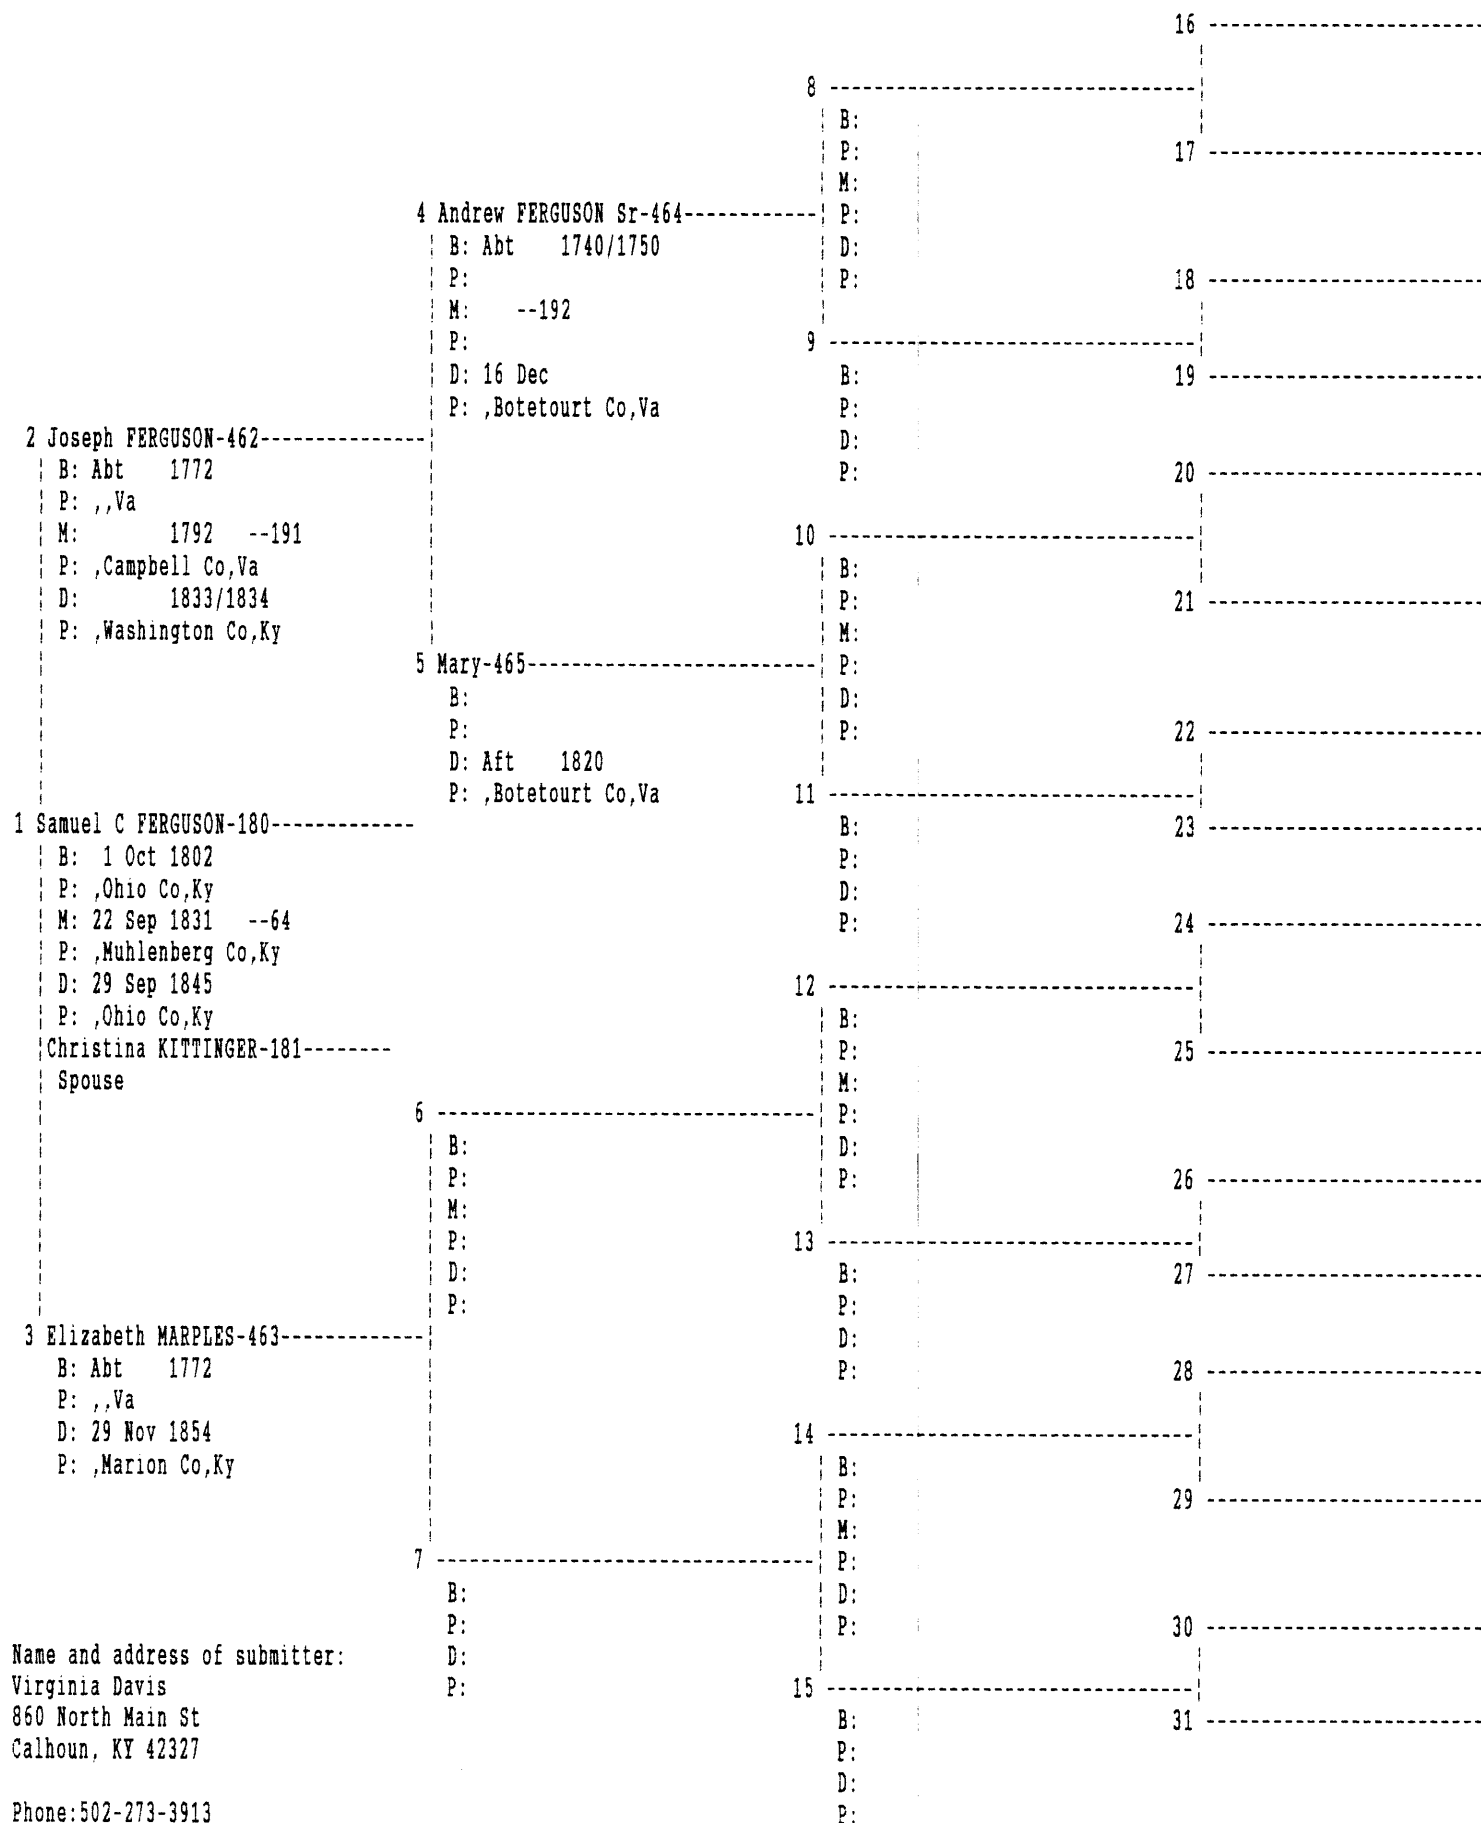 16 ------------------------
8 -------------------------------
B:
P:
17 ------------------------
M:
4 Andrew FERGUSON Sr-464------------
P:
B: Abt    1740/1750
D:
P:
P:
18 ------------------------
M:    --192
P:
9 -------------------------------
D: 16 Dec
B:
19 ------------------------
P: ,Botetourt Co,Va
P:
2 Joseph FERGUSON-462---------------
D:
B: Abt    1772
P:
20 ------------------------
P: ,,Va
M:        1792   --191
10 -------------------------------
P: ,Campbell Co,Va
B:
D:        1833/1834
P:
21 ------------------------
P: ,Washington Co,Ky
M:
5 Mary-465-------------------------
P:
B:
D:
P:
P:
22 ------------------------
D: Aft    1820
P: ,Botetourt Co,Va
11 -------------------------------
1 Samuel C FERGUSON-180-------------
B:
23 ------------------------
B:  1 Oct 1802
P:
P: ,Ohio Co,Ky
D:
M: 22 Sep 1831   --64
P:
24 ------------------------
P: ,Muhlenberg Co,Ky
D: 29 Sep 1845
12 -------------------------------
P: ,Ohio Co,Ky
B:
Christina KITTINGER-181--------
P:
25 ------------------------
Spouse
M:
6 --------------------------------
P:
B:
D:
P:
P:
26 ------------------------
M:
P:
13 -------------------------------
D:
B:
27 ------------------------
P:
P:
3 Elizabeth MARPLES-463-------------
D:
B: Abt    1772
P:
28 ------------------------
P: ,,Va
D: 29 Nov 1854
14 -------------------------------
P: ,Marion Co,Ky
B:
P:
29 ------------------------
M:
7 --------------------------------
P:
B:
D:
P:
P:
30 ------------------------
Name and address of submitter:
D:
Virginia Davis
P:
15 -------------------------------
860 North Main St
B:
31 ------------------------
Calhoun, KY 42327
P:
D:
Phone:502-273-3913
P: